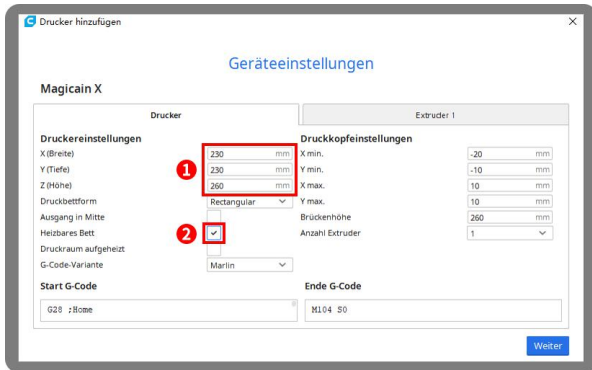 Drucker hinzufügen
Geräteeinstellungen
Magicain X
Drucker
Extruder 1
Druckereinstellungen
X (Breite) 230 mm
Y (Tiefe) 230 mm
Z (Höhe) 260 mm
1
Druckbettform Rectangular
Ausgang in Mitte
Heizbares Bett
2
Druckraum aufgeheizt
G-Code-Variante Marlin
Druckkopfeinstellungen
X min. -20 mm
Y min. -10 mm
X max. 10 mm
Y max. 10 mm
Brückenhöhe 260 mm
Anzahl Extruder 1
Start G-Code
G28 ;Home
Ende G-Code
M104 S0
Weiter